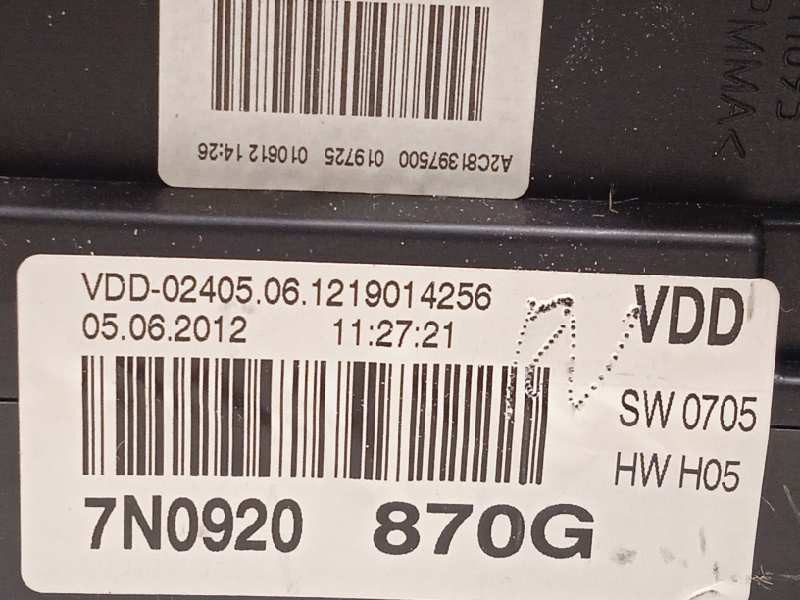 A2C81397500 019725 010612 14:26
PMMA<
VDD-02405.06.1219014256
05.06.2012 11:27:21
VDD
SW 0705
HW H05
7N0920 870G